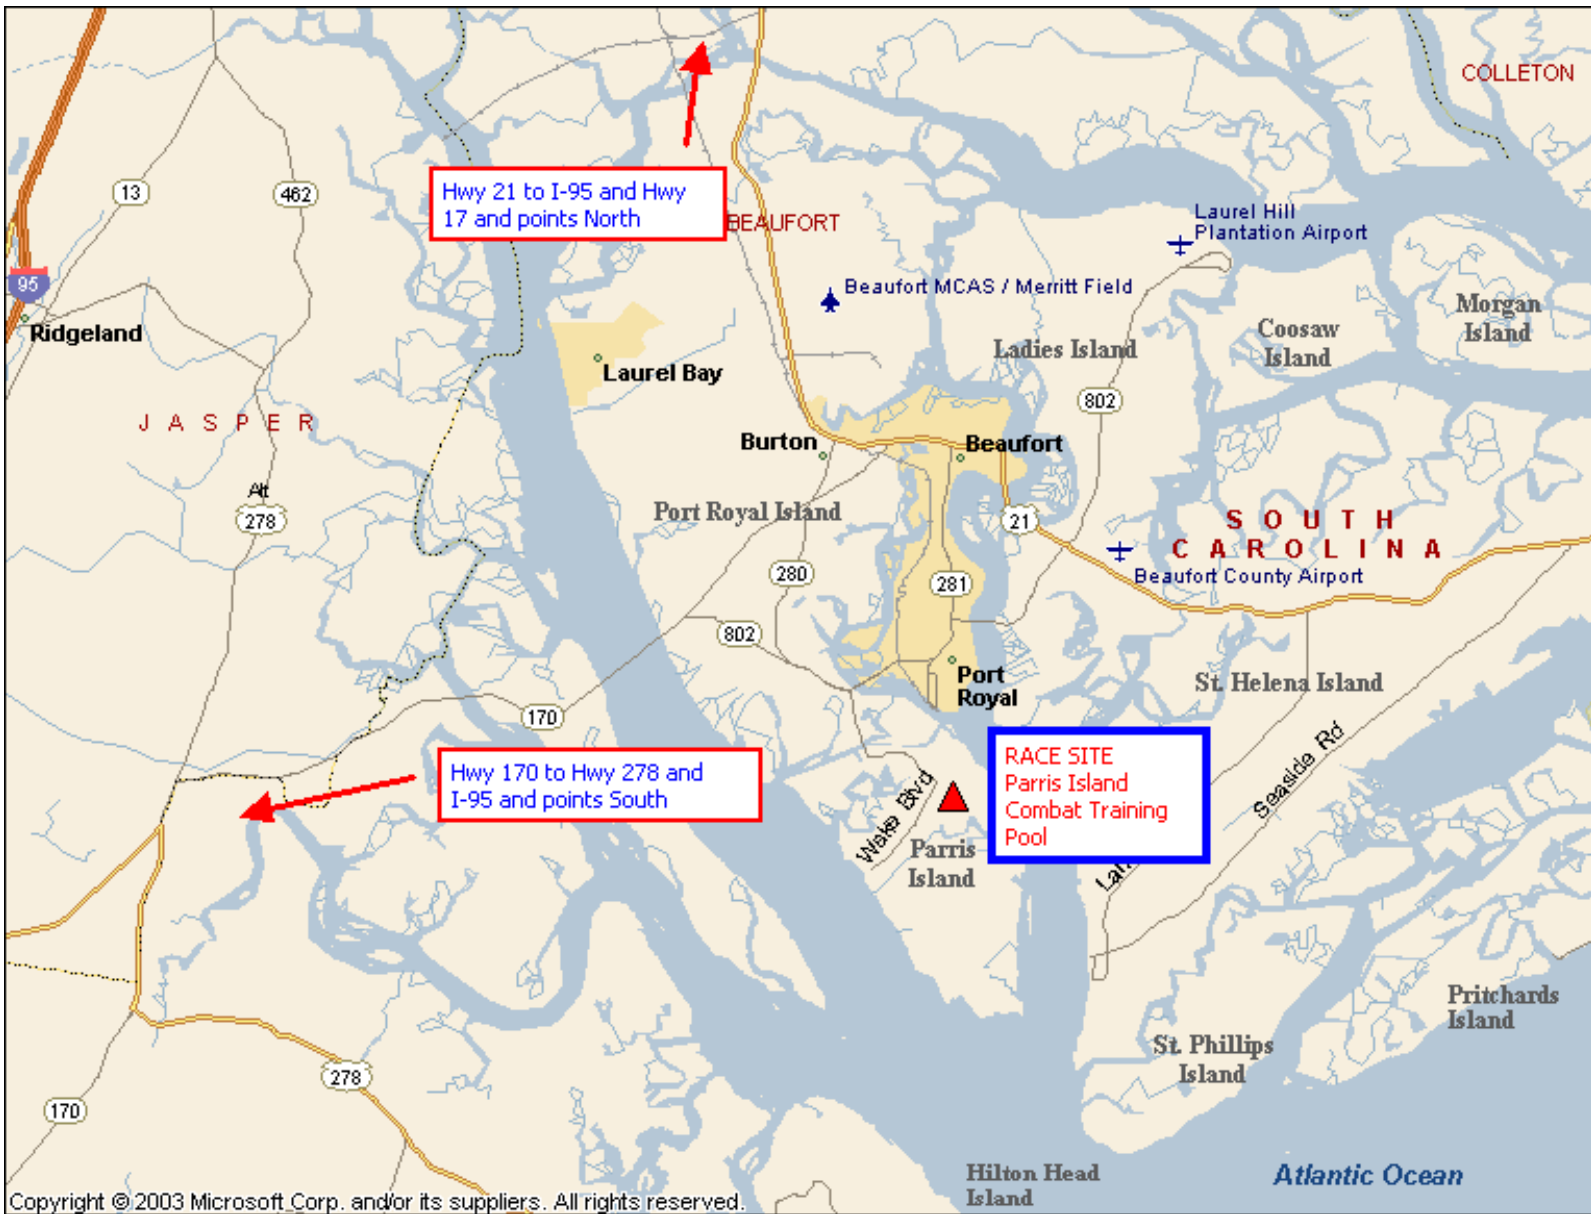 COLLETON
13
462
Hwy 21 to I-95 and Hwy
17 and points North
BEAUFORT
Laurel Hill
Plantation Airport
95
Beaufort MCAS / Merritt Field
Ridgeland
Morgan
Island
Coosaw
Island
Ladies Island
Laurel Bay
802
JASPER
Burton
Beaufort
Alt
278
Port Royal Island
21
SOUTH
CAROLINA
280
281
Beaufort County Airport
802
Port
Royal
St. Helena Island
170
Hwy 170 to Hwy 278 and
I-95 and points South
RACE SITE
Parris Island
Combat Training
Pool
Wake Blvd
Seaside Rd
Parris
Island
Pritchards
Island
St. Phillips
Island
278
170
Hilton Head
Island
Atlantic Ocean
Copyright © 2003 Microsoft Corp. and/or its suppliers. All rights reserved.